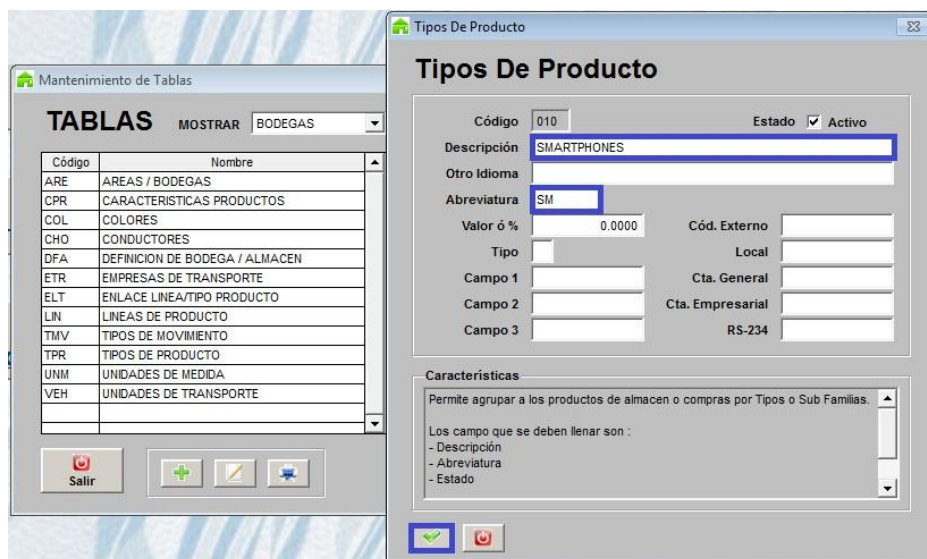 Mantenimiento de Tablas
TABLAS MOSTRAR BODEGAS
Código Nombre
ARE AREAS / BODEGAS
CPR CARACTERISTICAS PRODUCTOS
COL COLORES
CHO CONDUCTORES
DFA DEFINICION DE BODEGA / ALMACEN
ETR EMPRESAS DE TRANSPORTE
ELT ENLACE LINEA/TIPO PRODUCTO
LIN LINEAS DE PRODUCTO
TMV TIPOS DE MOVIMIENTO
TPR TIPOS DE PRODUCTO
UNM UNIDADES DE MEDIDA
VEH UNIDADES DE TRANSPORTE
Salir
Tipos De Producto
Tipos De Producto
Código 010 Estado Activo
Descripción SMARTPHONES
Otro Idioma
Abreviatura SM
Valor ó % 0.0000 Cód. Externo
Tipo Local
Campo 1 Cta. General
Campo 2 Cta. Empresarial
Campo 3 RS-234
Características
Permite agrupar a los productos de almacen o compras por Tipos o Sub Familias.
Los campo que se deben llenar son :
- Descripción
- Abreviatura
- Estado